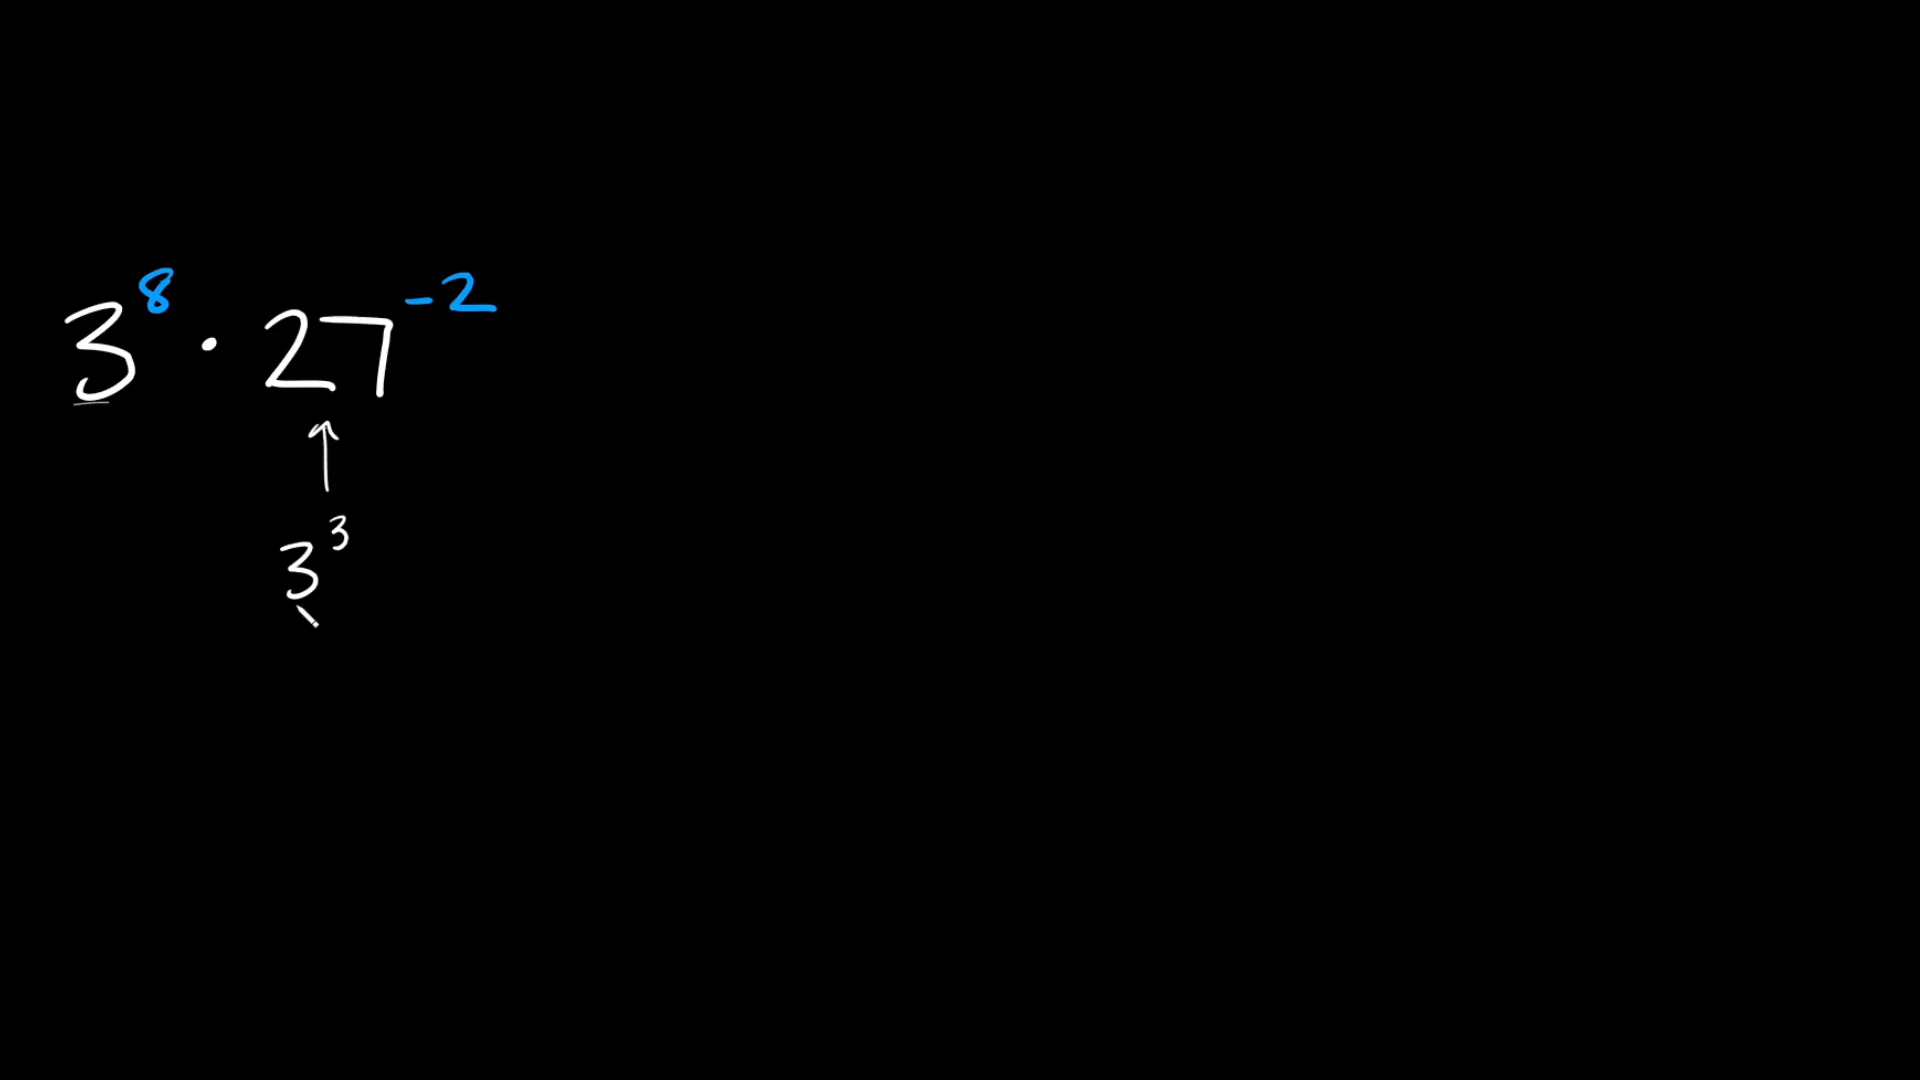 3⁸ · 27⁻²
↑
3³